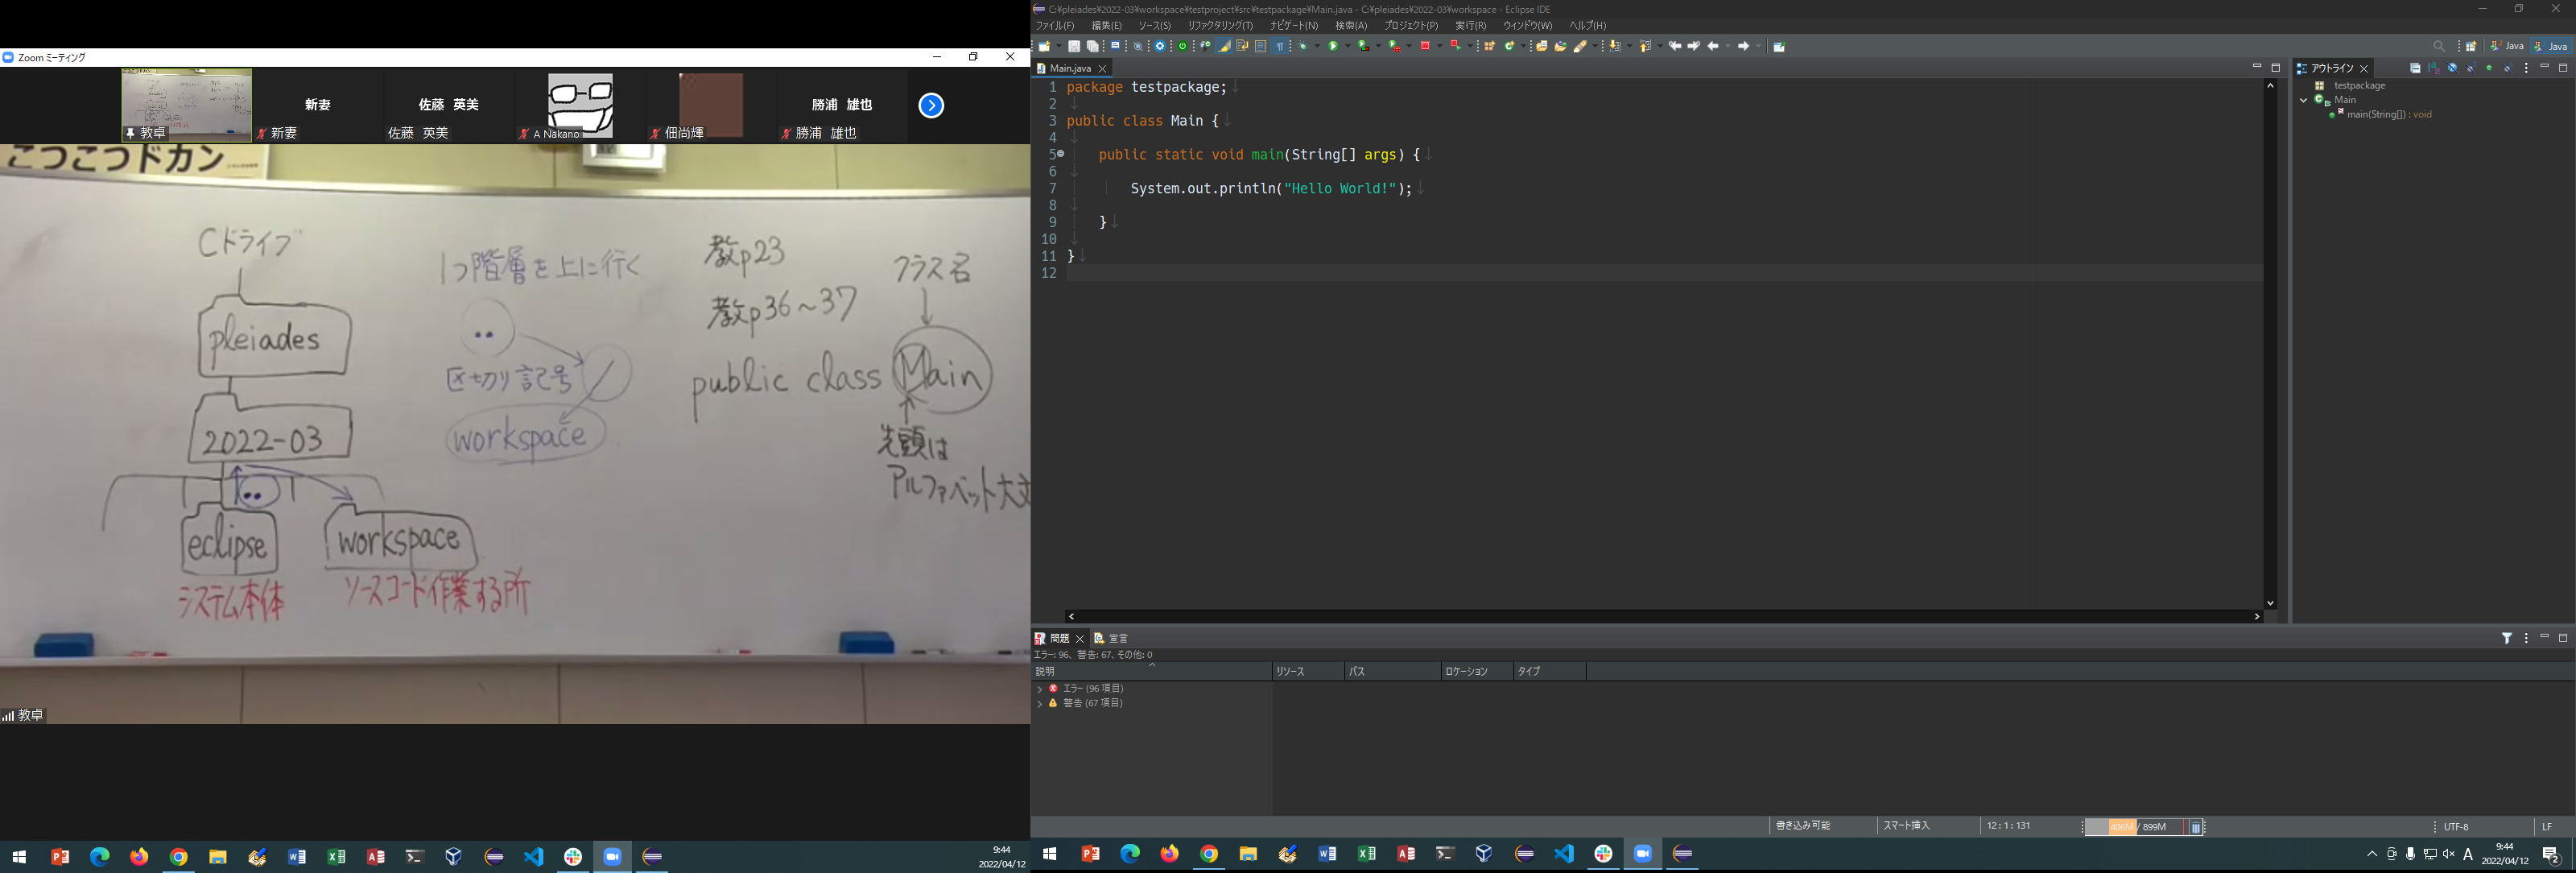 Zoom ミーティング
新妻
佐藤 英美
勝浦 雄也
教卓
新妻
佐藤 英美
A Nakano
佃尚輝
勝浦 雄也
こつこつドカン
Cドライブ
pleiades
2022-03
eclipse
workspace
システム本体
ソースコード作業する所
1つ階層を上に行く
..
区切り記号
/
workspace
..
教p23
教p36~37
クラス名
public class Main
先頭は
アルファベット大文
教卓
9:44
2022/04/12
C:¥pleiades¥2022-03¥workspace¥testproject¥src¥testpackage¥Main.java - C:¥pleiades¥2022-03¥workspace - Eclipse IDE
ファイル(F) 編集(E) ソース(S) リファクタリング(T) ナビゲート(N) 検索(A) プロジェクト(P) 実行(R) ウィンドウ(W) ヘルプ(H)
Java Java
Main.java
1 package testpackage;↓
2 ↓
3 public class Main {↓
4 ↓
5 public static void main(String[] args) {↓
6 ↓
7 System.out.println("Hello World!");↓
8 ↓
9 }↓
10 ↓
11 }↓
12
アウトライン
testpackage
Main
main(String[]) : void
問題 宣言
エラー: 96、警告: 67、その他: 0
説明 リソース パス ロケーション タイプ
エラー (96 項目)
警告 (67 項目)
書き込み可能 スマート挿入 12 : 1 : 131 406M / 899M UTF-8 LF
A
9:44
2022/04/12
2